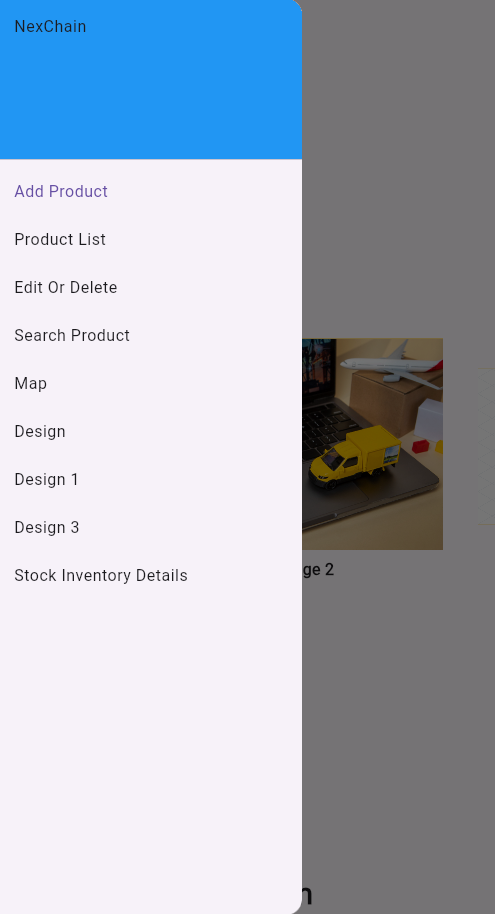 NexChain
Add Product
Product List
Edit Or Delete
Search Product
Map
Design
Design 1
Design 3
Stock Inventory Details
ge 2
n